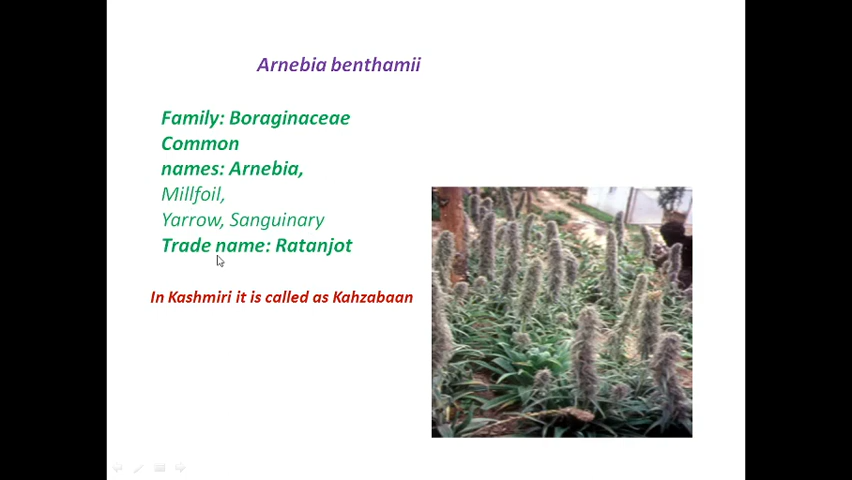 Arnebia benthamii
Family: Boraginaceae
Common
names: Arnebia,
Millfoil,
Yarrow, Sanguinary
Trade name: Ratanjot
In Kashmiri it is called as Kahzabaan